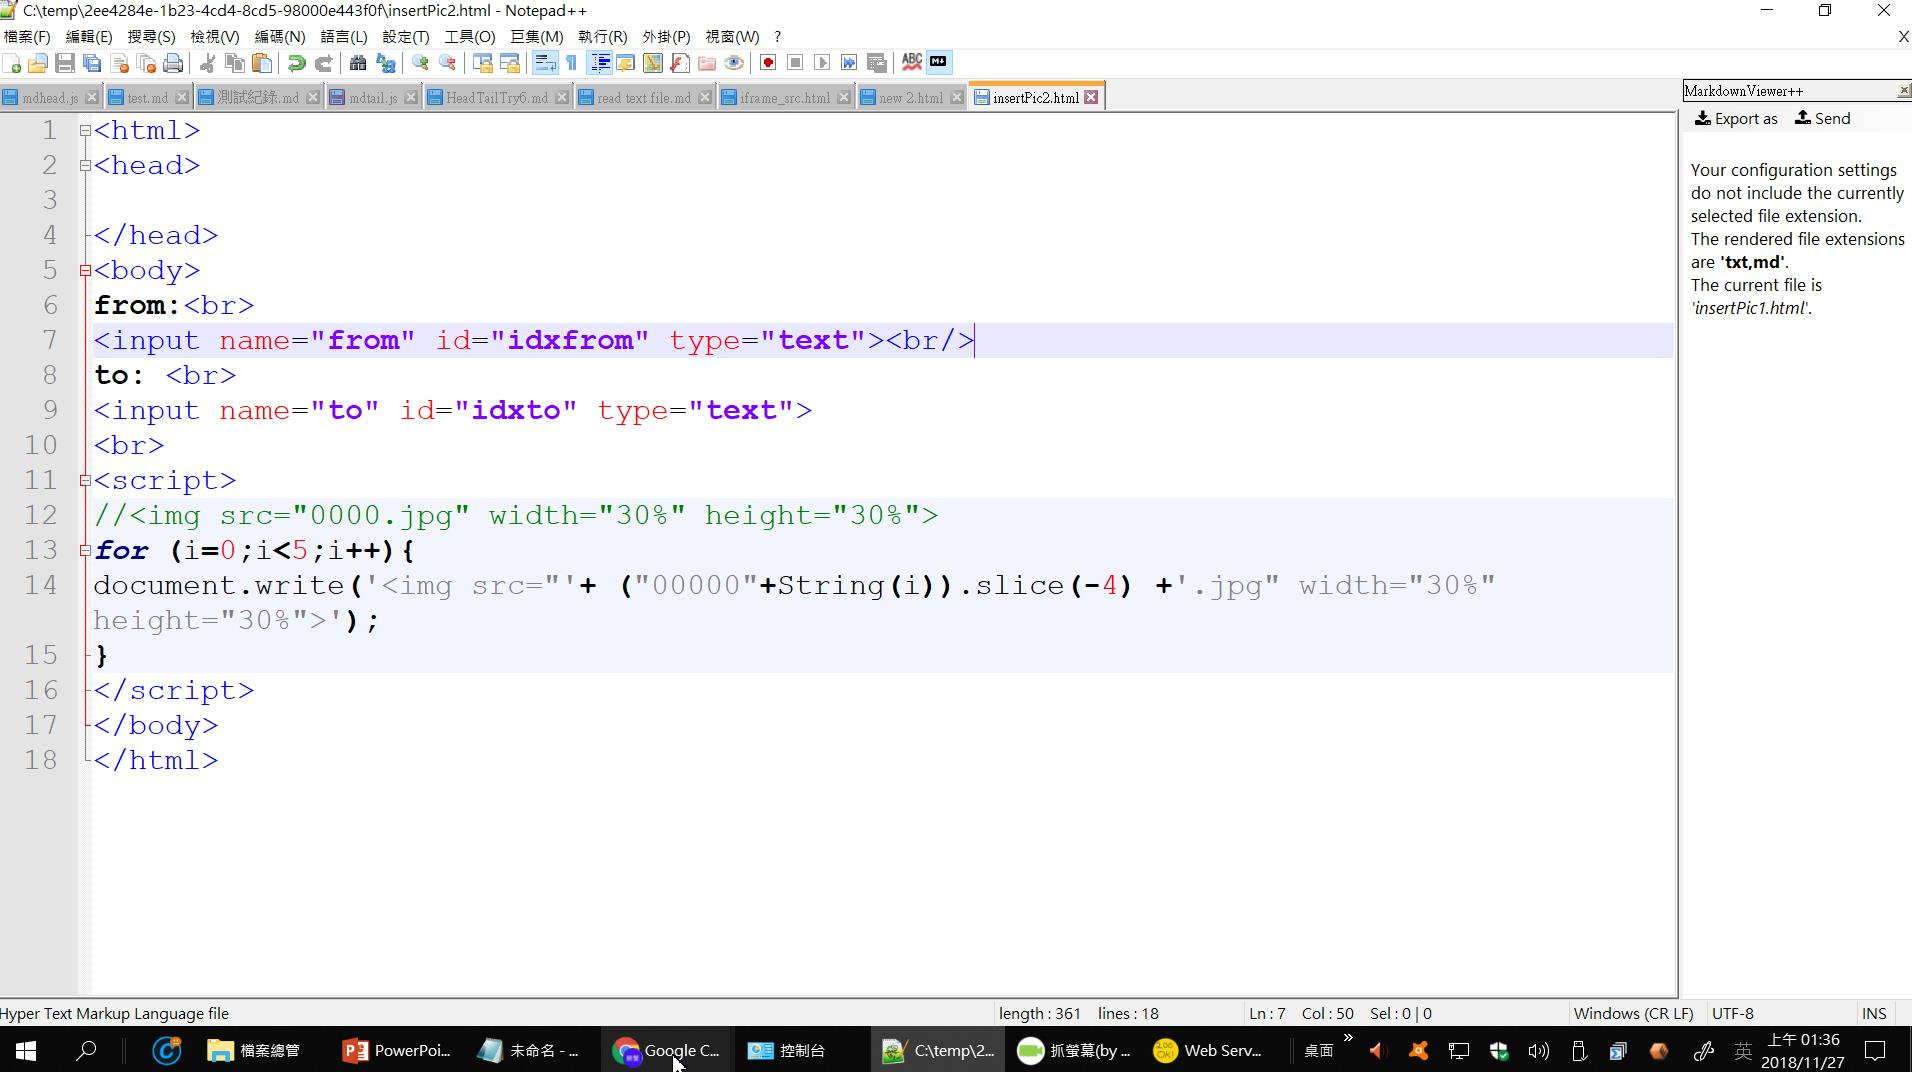 C:\temp\2ee4284e-1b23-4cd4-8cd5-98000e443f0f\insertPic2.html - Notepad++
檔案(F) 編輯(E) 搜尋(S) 檢視(V) 編碼(N) 語言(L) 設定(T) 工具(O) 巨集(M) 執行(R) 外掛(P) 視窗(W) ? X
ABC
mdhead.js test.md 測試紀錄.md mdtail.js HeadTailTry6.md read text file.md iframe_src.html new 2.html insertPic2.html
1 <html>
2 <head>
3
4 </head>
5 <body>
6 from:<br>
7 <input name="from" id="idxfrom" type="text"><br/>
8 to: <br>
9 <input name="to" id="idxto" type="text">
10 <br>
11 <script>
12 //<img src="0000.jpg" width="30%" height="30%">
13 for (i=0;i<5;i++){
14 document.write('<img src="'+ ("00000"+String(i)).slice(-4) +'.jpg" width="30%"
height="30%">');
15 }
16 </script>
17 </body>
18 </html>
MarkdownViewer++
Export as Send
Your configuration settings
do not include the currently
selected file extension.
The rendered file extensions
are 'txt,md'.
The current file is
'insertPic1.html'.
Hyper Text Markup Language file length : 361 lines : 18 Ln : 7 Col : 50 Sel : 0 | 0 Windows (CR LF) UTF-8 INS
檔案總管 PowerPoi... 未命名 - ... Google C... 控制台 C:\temp\2... 抓螢幕(by ... Web Serv... 桌面 » 英 上午 01:36
2018/11/27